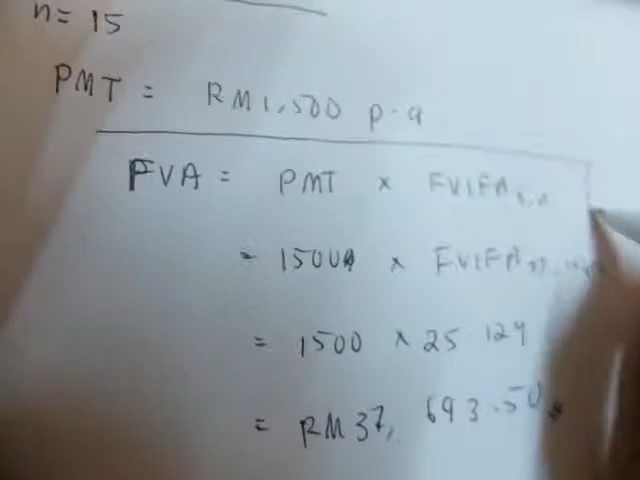 n = 15
PMT = RM1,500 p.a
FVA = PMT x FVIFA
= 1500 x FVIFA
= 1500 x 25.129
= RM37,693.50